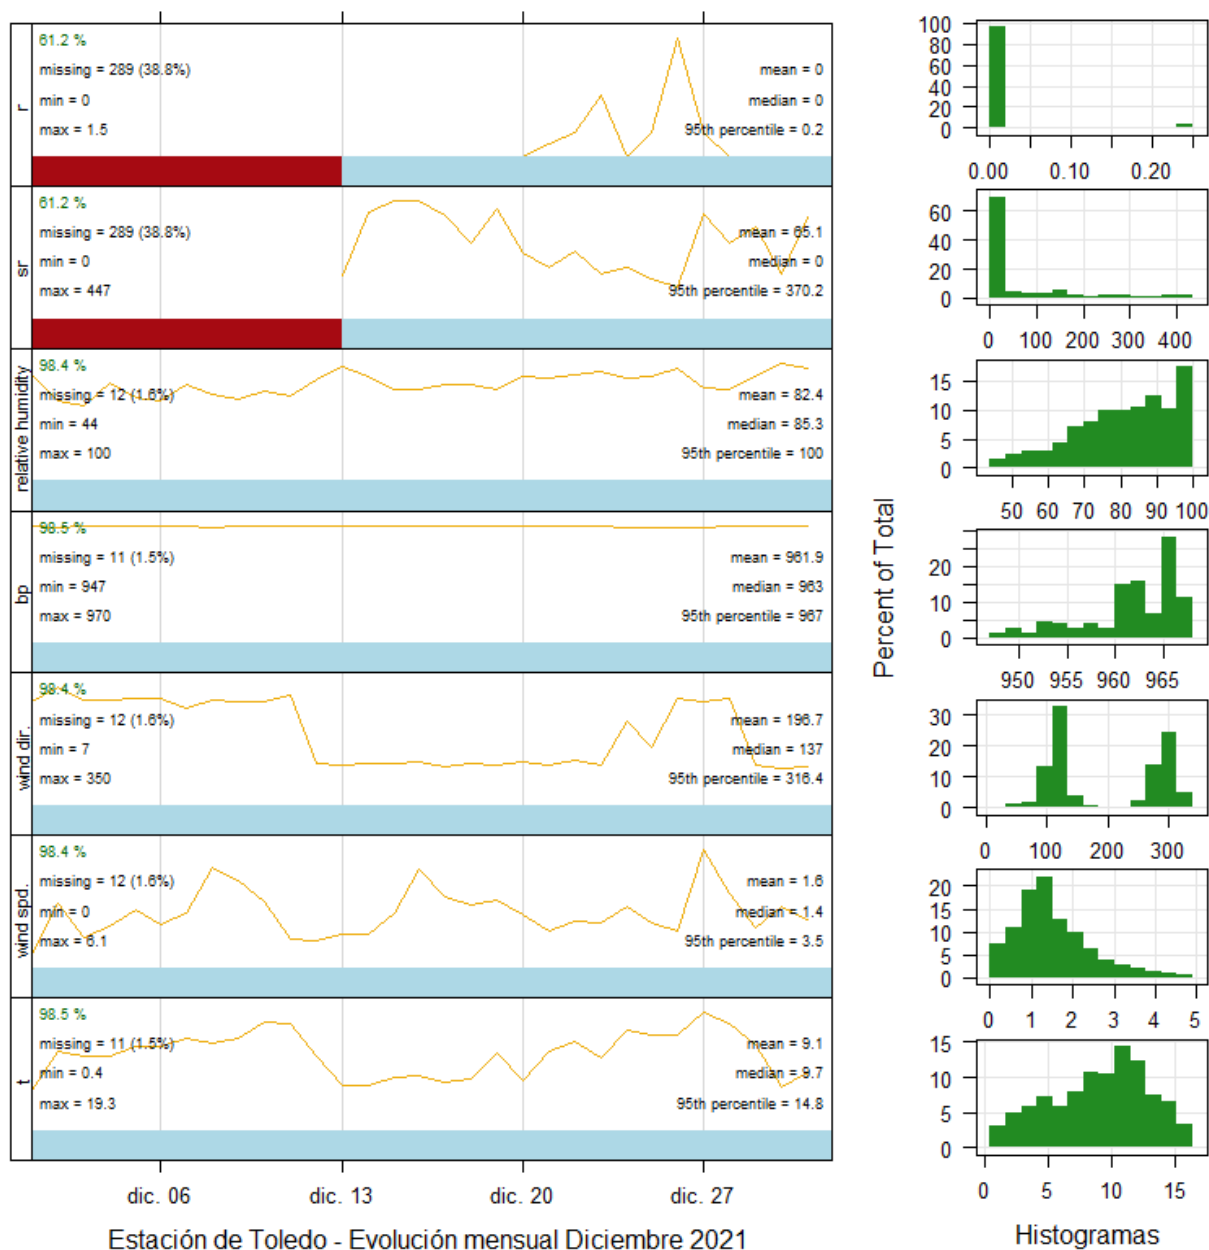 r
61.2 %
missing = 289 (38.8%)
min = 0
max = 1.5
mean = 0
median = 0
95th percentile = 0.2
sr
61.2 %
missing = 289 (38.8%)
min = 0
max = 447
mean = 65.1
median = 0
95th percentile = 370.2
relative humidity
98.4 %
missing = 12 (1.6%)
min = 44
max = 100
mean = 82.4
median = 85.3
95th percentile = 100
bp
98.5 %
missing = 11 (1.5%)
min = 947
max = 970
mean = 961.9
median = 963
95th percentile = 967
wind dir.
98.4 %
missing = 12 (1.6%)
min = 7
max = 350
mean = 196.7
median = 137
95th percentile = 316.4
wind spd.
98.4 %
missing = 12 (1.6%)
min = 0
max = 6.1
mean = 1.6
median = 1.4
95th percentile = 3.5
t
98.5 %
missing = 11 (1.5%)
min = 0.4
max = 19.3
mean = 9.1
median = 9.7
95th percentile = 14.8
dic. 06 dic. 13 dic. 20 dic. 27
Estación de Toledo - Evolución mensual Diciembre 2021
Percent of Total
100
80
60
40
20
0
0.00 0.10 0.20
60
40
20
0
0 100 200 300 400
15
10
5
0
50 60 70 80 90 100
20
10
0
950 955 960 965
30
20
10
0
0 100 200 300
20
15
10
5
0
0 1 2 3 4 5
15
10
5
0
0 5 10 15
Histogramas